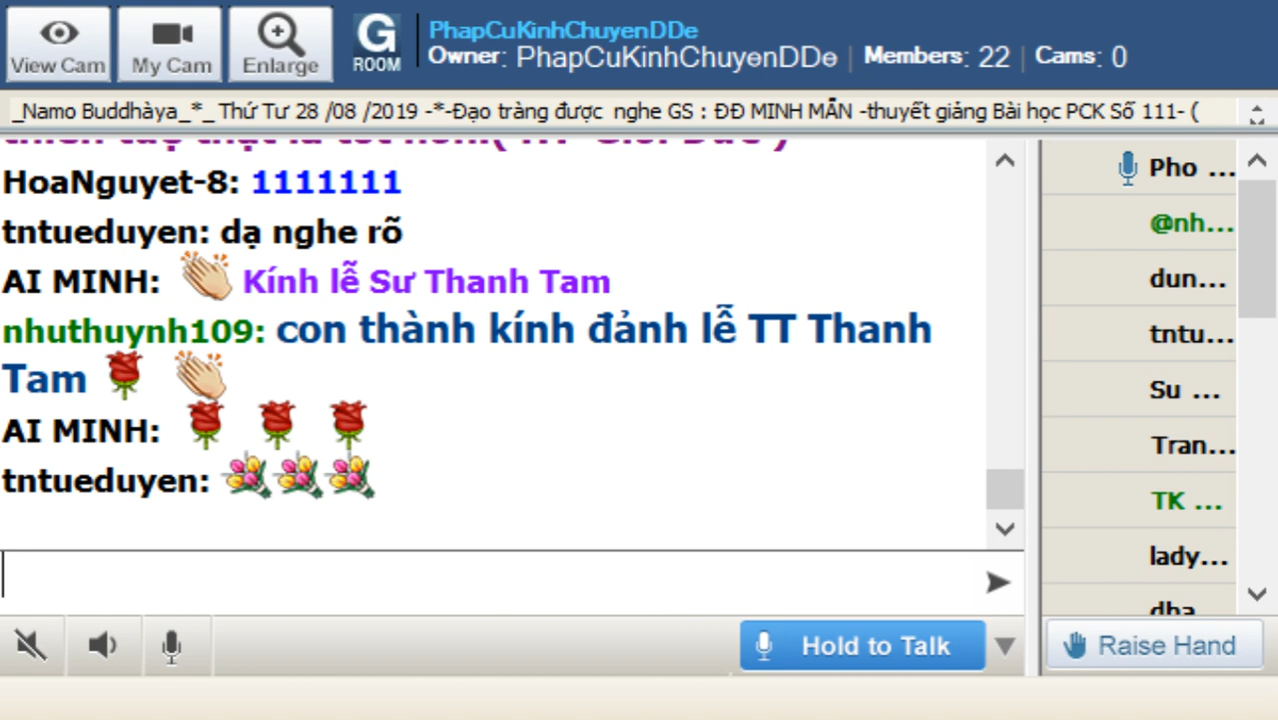 View Cam
My Cam
Enlarge
G
ROOM
PhapCuKinhChuyenDDe
Owner: PhapCuKinhChuyenDDe | Members: 22 | Cams: 0
_Namo Buddhàya_*_ Thứ Tư 28 /08 /2019 -*-Đạo tràng được nghe GS : ĐĐ MINH MẪN -thuyết giảng Bài học PCK Số 111- (
HoaNguyet-8: 1111111
tntueduyen: dạ nghe rõ
AI MINH: Kính lễ Sư Thanh Tam
nhuthuynh109: con thành kính đảnh lễ TT Thanh
Tam
AI MINH:
tntueduyen:
Pho ...
@nh...
dun...
tntu...
Su ...
Tran...
TK ...
lady...
dha
Hold to Talk
Raise Hand